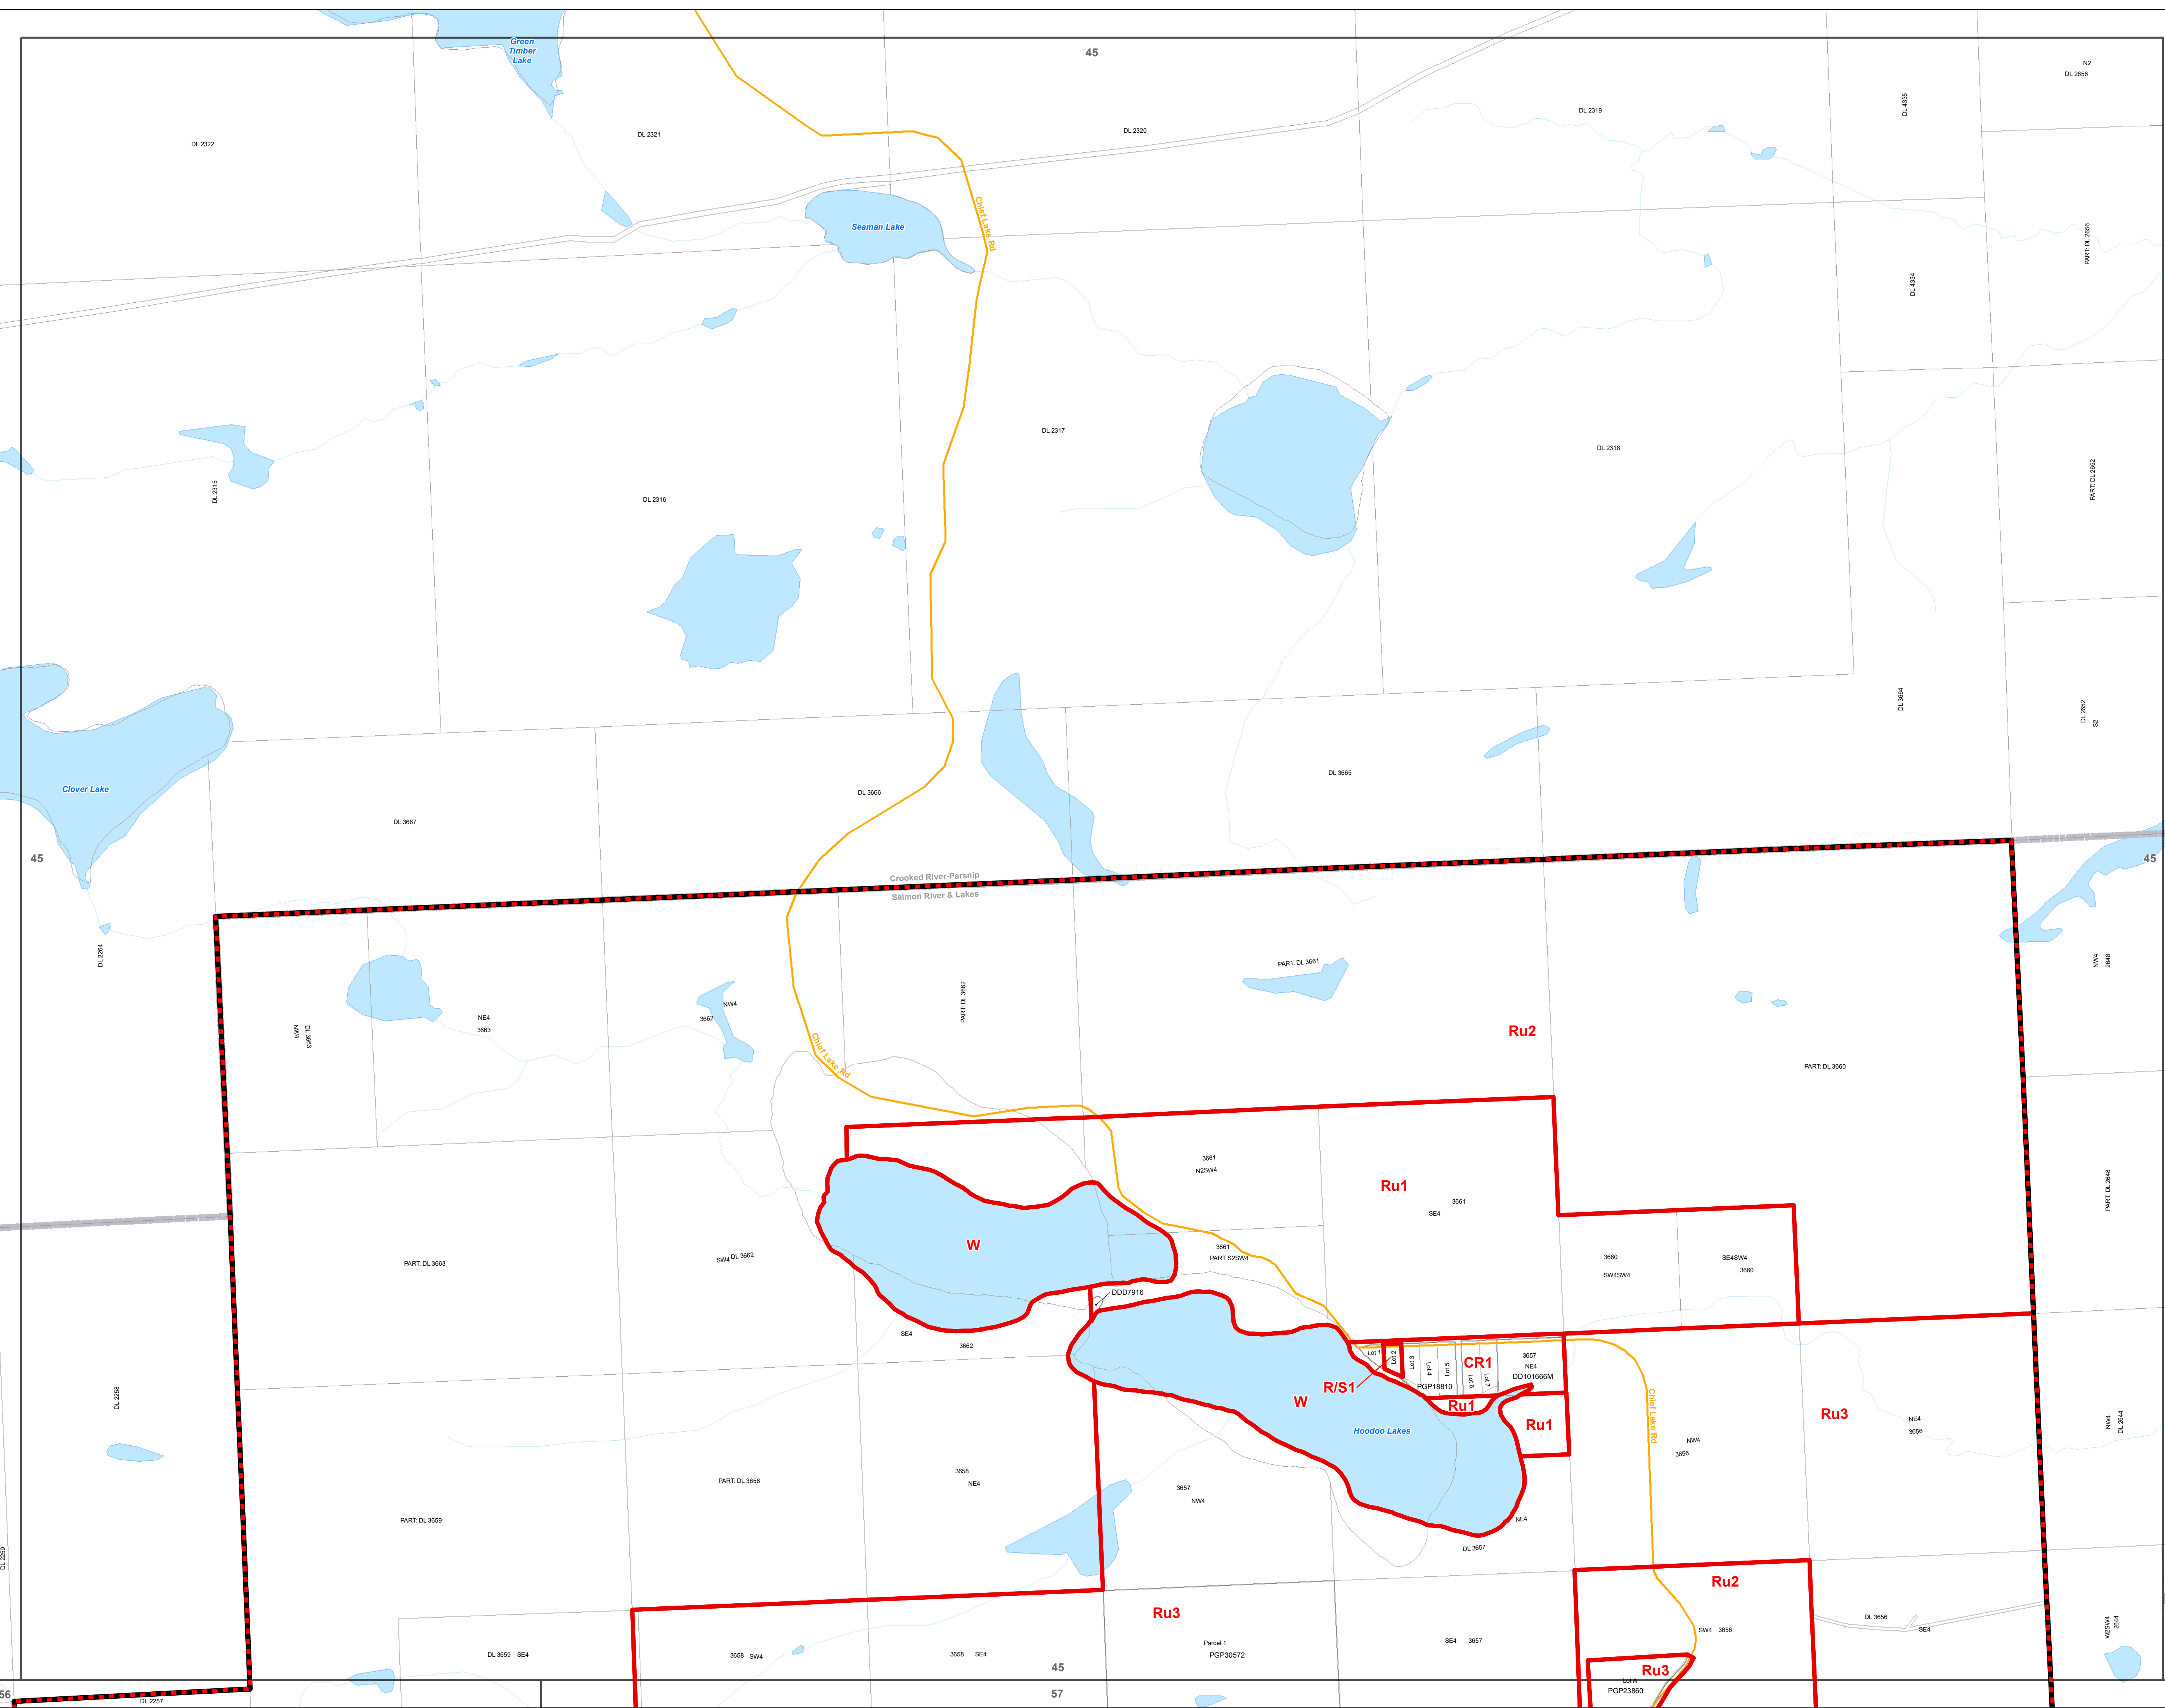 Green
Timber
Lake
45
N2
DL 2656
DL 4335
DL 2319
DL 2320
DL 2321
DL 2322
Seaman Lake
Chief Lake Rd
PART: DL 2656
DL 4334
DL 2317
DL 2318
DL 2315
DL 2316
PART: DL 2652
DL 3664
DL 2652
S2
Clover Lake
DL 3665
DL 3666
DL 3667
45
45
Crooked River-Parsnip
Salmon River & Lakes
DL 2264
NW4
2648
PART: DL 3661
PART: DL 3662
NW4
3662
NE4
3663
NW4
DL 3663
Ru2
Chief Lake Rd
PART: DL 3660
3661
N2SW4
Ru1
3661
SE4
PART: DL 2648
W
3661
PART S2SW4
3660
SW4SW4
SE4SW4
3660
PART: DL 3663
SW4 DL 3662
DDD7916
SE4
3662
Lot 1
Lot 2
Lot 3
Lot 4
Lot 5
CR1
Lot 6
Lot 7
3657
NE4
DD101666M
R/S1
PGP18810
Ru1
W
Hoodoo Lakes
Ru1
Chief Lake Rd
Ru3
NE4
3656
NW4
3656
NW4
DL 2644
DL 2258
PART: DL 3658
3658
NE4
3657
NW4
PART: DL 3659
NE4
DL 3657
DL 2259
Ru2
Ru3
DL 3656
SE4
W2SW4
2644
SW4 3656
Parcel 1
PGP30572
SE4 3657
DL 3659 SE4
3658 SW4
3658 SE4
45
Ru3
Lot A
PGP23860
56
57
DL 2257